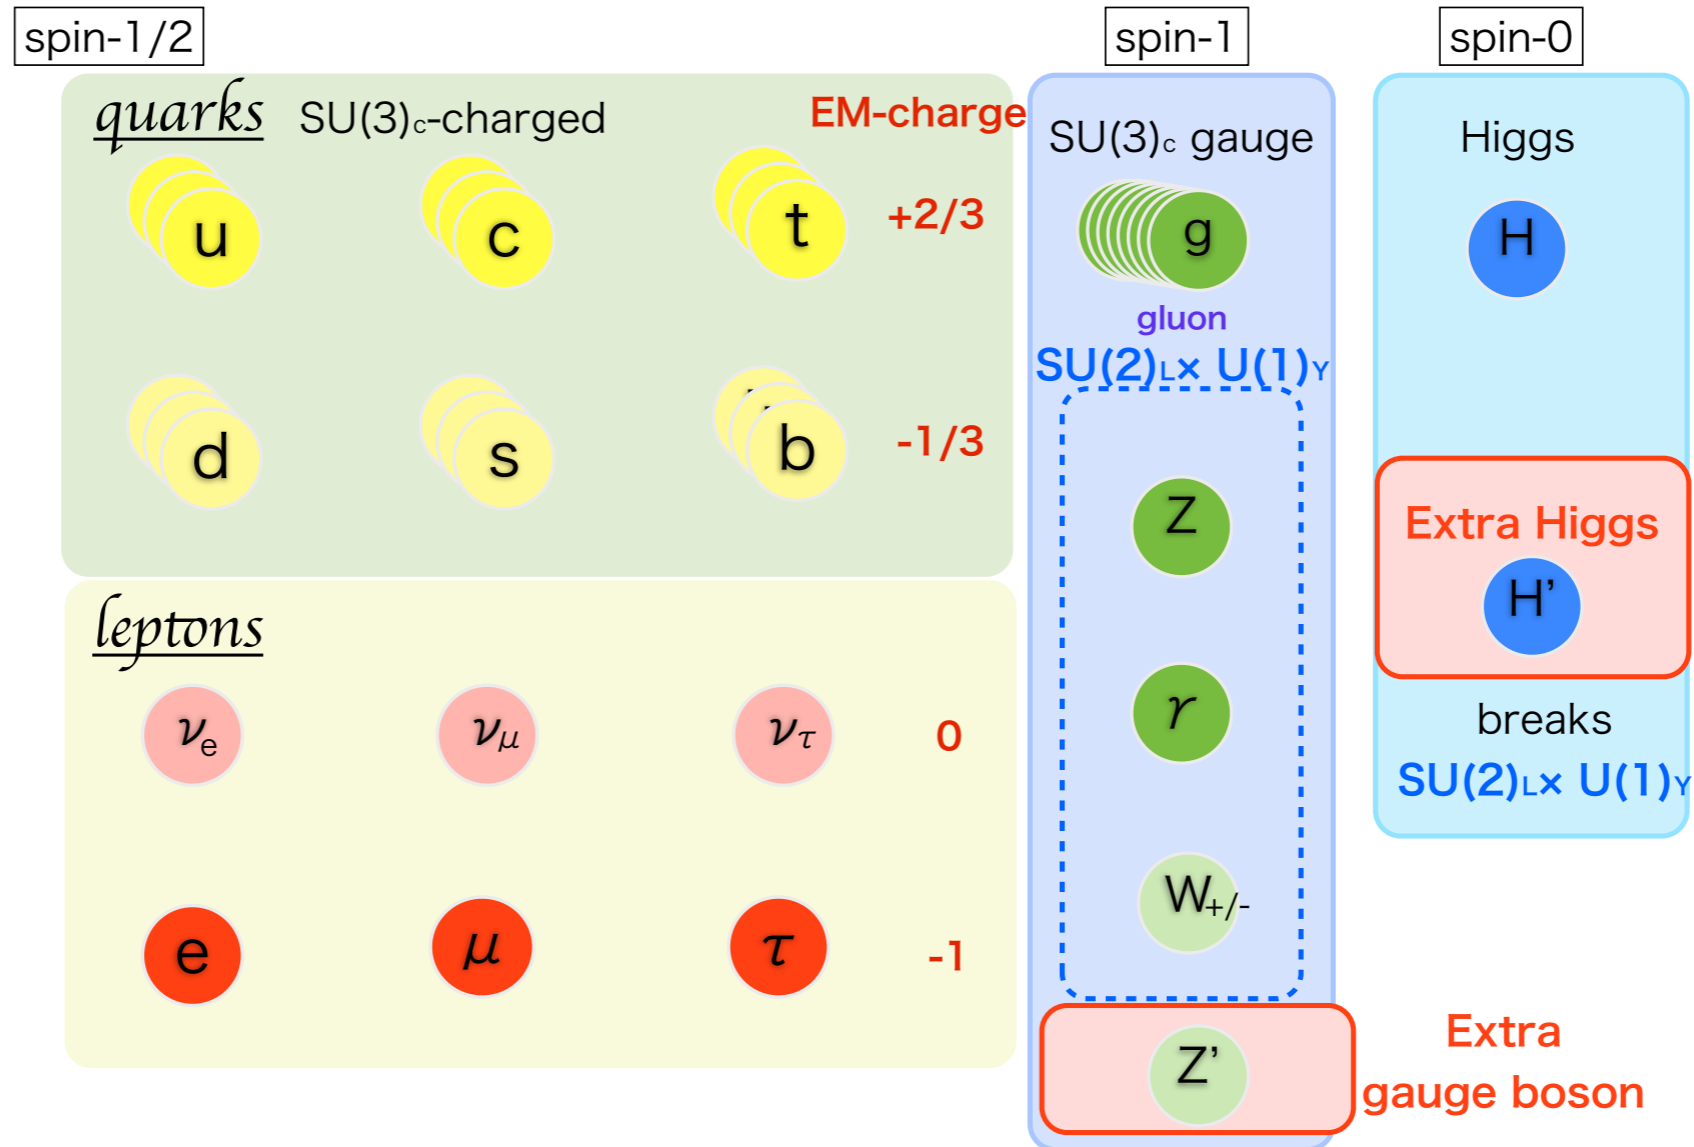 spin-1/2
spin-1
spin-0
quarks SU(3)c-charged EM-charge
u c t +2/3
d s b -1/3
leptons
νe νμ ντ 0
e μ τ -1
SU(3)c gauge
g
gluon
SU(2)L× U(1)Y
Z
γ
W+/-
Z’
Extra
gauge boson
Higgs
H
Extra Higgs
H’
breaks
SU(2)L× U(1)Y